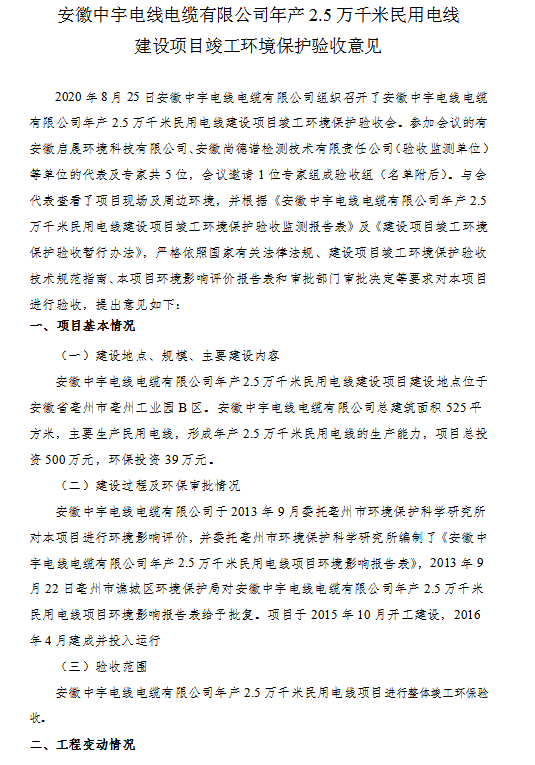 安徽中宇电线电缆有限公司年产 2.5 万千米民用电线
建设项目竣工环境保护验收意见
2020 年 8 月 25 日安徽中宇电线电缆有限公司组织召开了安徽中宇电线电缆
有限公司年产 2.5 万千米民用电线建设项目竣工环境保护验收会。参加会议的有
安徽启晨环境科技有限公司、安徽尚德谱检测技术有限责任公司（验收监测单位）
等单位的代表及专家共 5 位，会议邀请 1 位专家组成验收组（名单附后）。与会
代表查看了项目现场及周边环境，并根据《安徽中宇电线电缆有限公司年产 2.5
万千米民用电线建设项目竣工环境保护验收监测报告表》及《建设项目竣工环境
保护验收暂行办法》，严格依照国家有关法律法规、建设项目竣工环境保护验收
技术规范指南、本项目环境影响评价报告表和审批部门审批决定等要求对本项目
进行验收，提出意见如下：
一、项目基本情况
（一）建设地点、规模、主要建设内容
安徽中宇电线电缆有限公司年产 2.5 万千米民用电线建设项目建设地点位于
安徽省亳州市亳州工业园 B 区。安徽中宇电线电缆有限公司总建筑面积 525 平
方米，主要生产民用电线，形成年产 2.5 万千米民用电线的生产能力，项目总投
资 500 万元，环保投资 39 万元。
（二）建设过程及环保审批情况
安徽中宇电线电缆有限公司于 2013 年 9 月委托亳州市环境保护科学研究所
对本项目进行环境影响评价，并委托亳州市环境保护科学研究所编制了《安徽中
宇电线电缆有限公司年产 2.5 万千米民用电线项目环境影响报告表》，2013 年 9
月 22 日亳州市谯城区环境保护局对安徽中宇电线电缆有限公司年产 2.5 万千米
民用电线项目环境影响报告表给予批复。项目于 2015 年 10 月开工建设，2016
年 4 月建成并投入运行
（三）验收范围
安徽中宇电线电缆有限公司年产 2.5 万千米民用电线项目进行整体竣工环保验
收。
二、工程变动情况